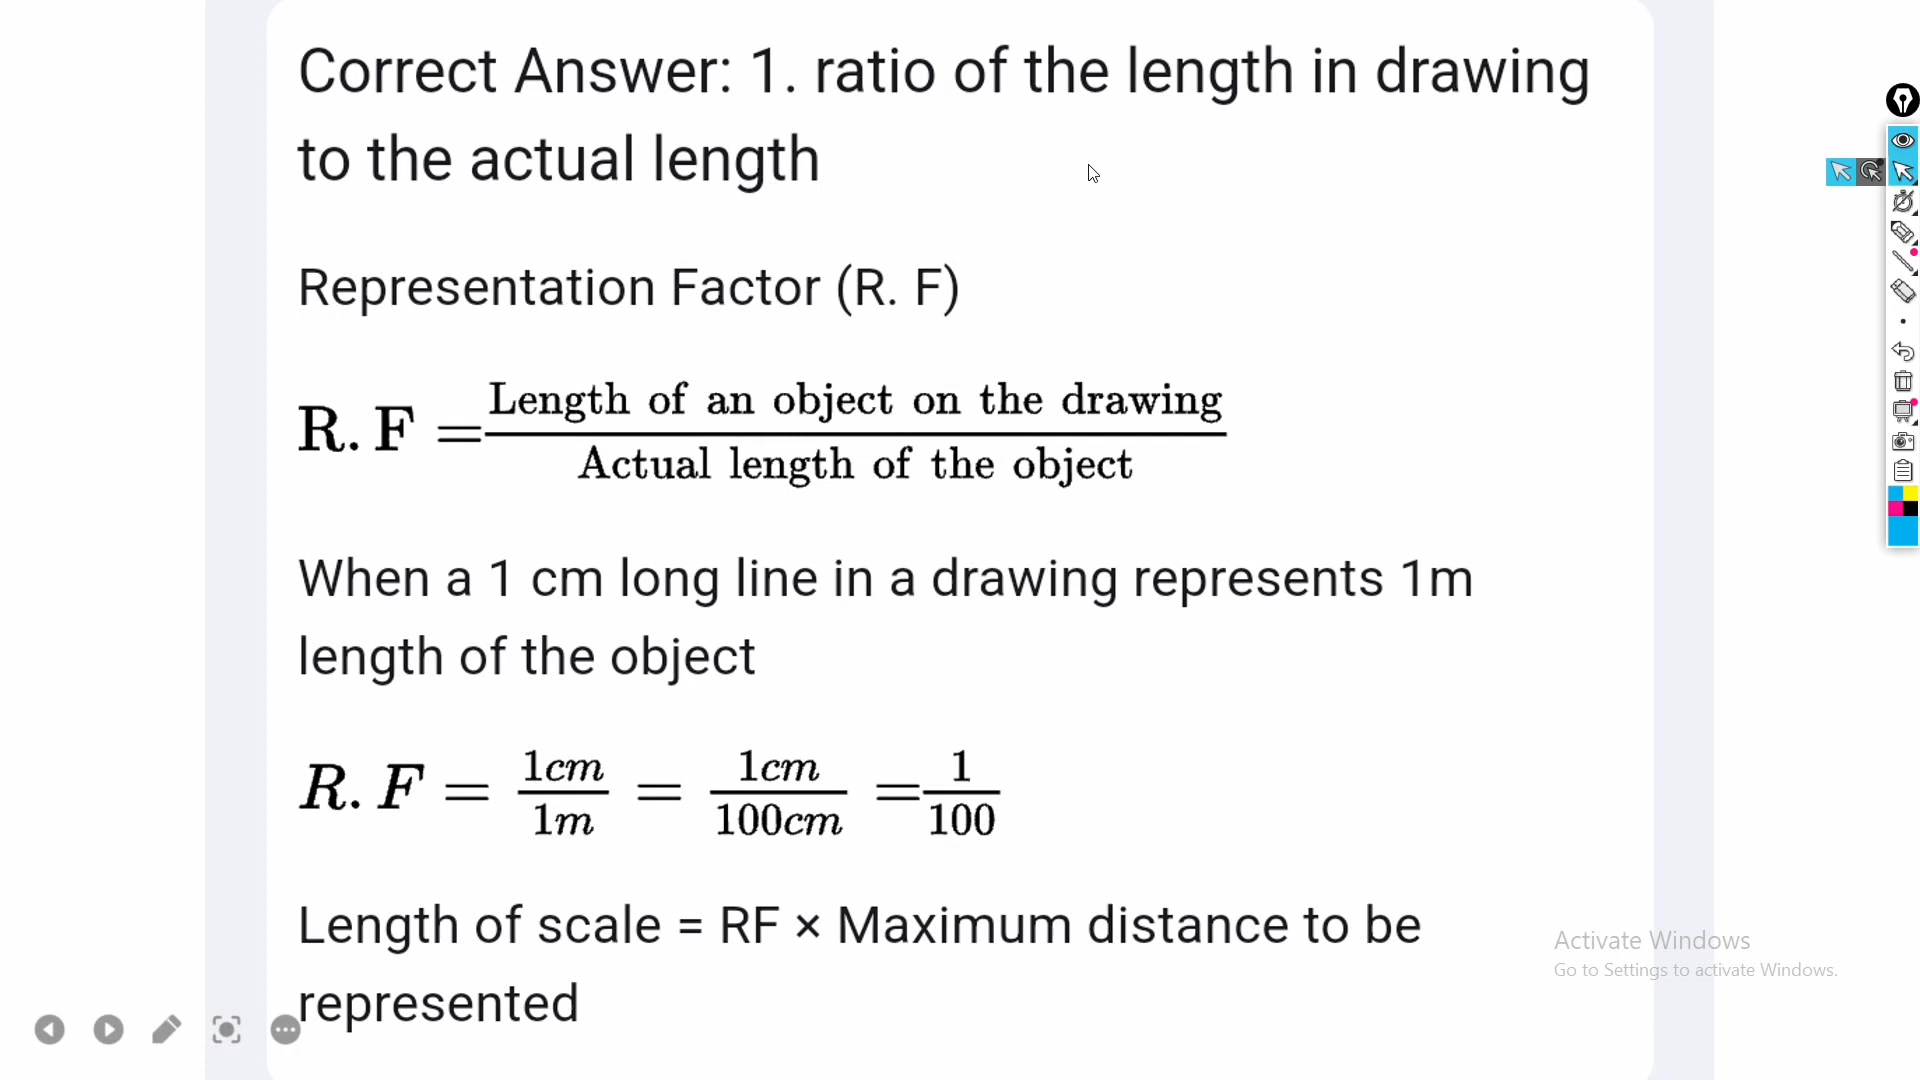 Correct Answer: 1. ratio of the length in drawing
to the actual length
Representation Factor (R. F)
R. F = Length of an object on the drawing / Actual length of the object
When a 1 cm long line in a drawing represents 1m
length of the object
R. F = 1cm / 1m = 1cm / 100cm = 1 / 100
Length of scale = RF × Maximum distance to be
represented
Activate Windows
Go to Settings to activate Windows.